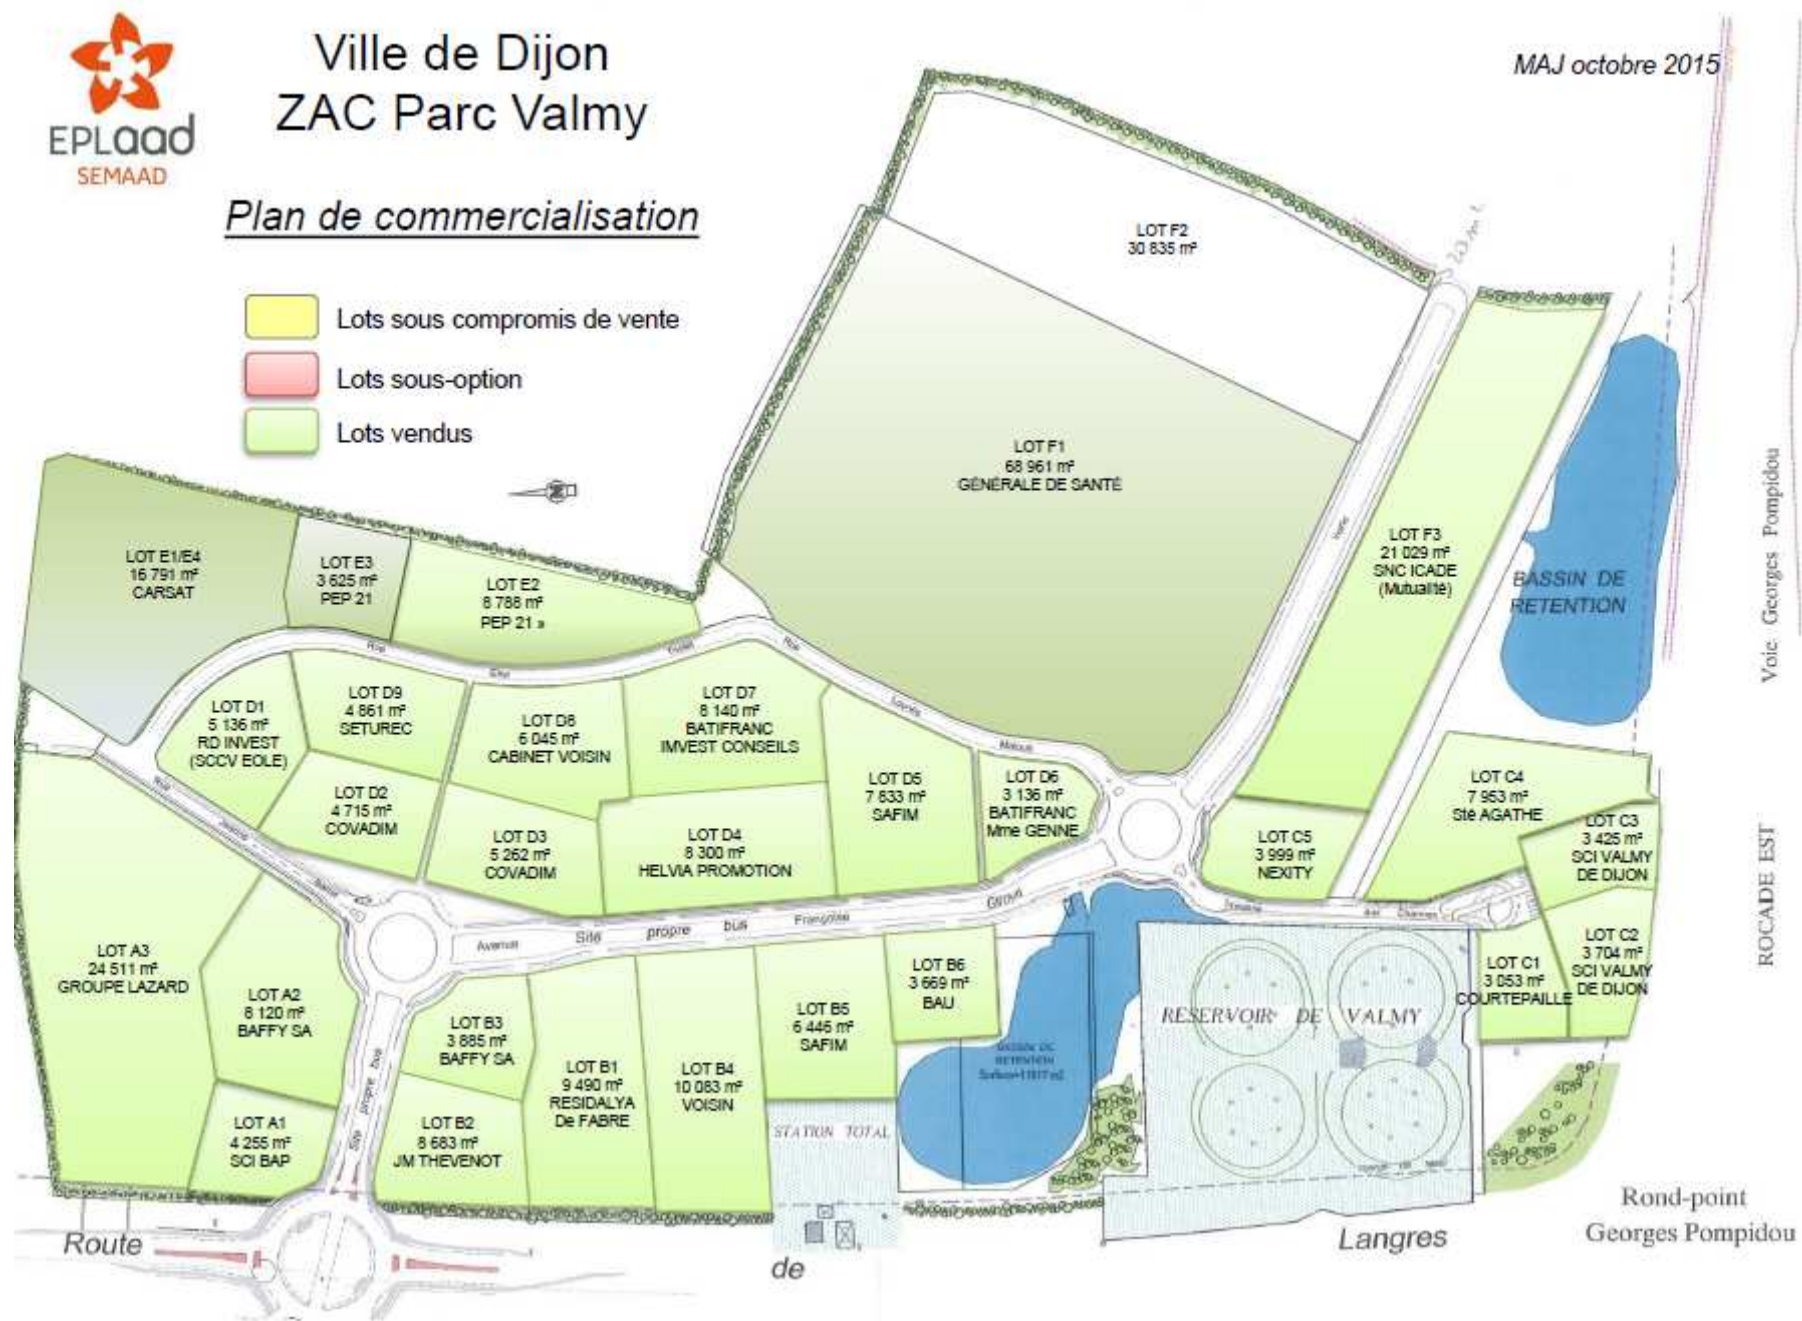 EPLaad
SEMAAD
Ville de Dijon
ZAC Parc Valmy
MAJ octobre 2015
Plan de commercialisation
Lots sous compromis de vente
Lots sous-option
Lots vendus
LOT F2
30 835 m²
LOT F1
68 961 m²
GÉNÉRALE DE SANTÉ
LOT F3
21 029 m²
SNC ICADE
(Mutualité)
BASSIN DE
RETENTION
Voie Georges Pompidou
ROCADE EST
LOT E1/E4
16 791 m²
CARSAT
LOT E3
3 625 m²
PEP 21
LOT E2
8 788 m²
PEP 21 »
LOT D1
5 136 m²
RD INVEST
(SCCV EOLE)
LOT D9
4 861 m²
SETUREC
LOT D8
6 045 m²
CABINET VOISIN
LOT D7
8 140 m²
BATIFRANC
IMVEST CONSEILS
LOT D2
4 715 m²
COVADIM
LOT D3
5 262 m²
COVADIM
LOT D4
8 300 m²
HELVIA PROMOTION
LOT D5
7 833 m²
SAFIM
LOT D6
3 136 m²
BATIFRANC
Mme GENNE
LOT C5
3 999 m²
NEXITY
LOT C4
7 953 m²
Sté AGATHE
LOT C3
3 425 m²
SCI VALMY
DE DIJON
LOT C2
3 704 m²
SCI VALMY
DE DIJON
LOT C1
3 053 m²
COURTEPAILLE
Avenue Site propre bus Françoise Giroud
LOT A3
24 511 m²
GROUPE LAZARD
LOT A2
8 120 m²
BAFFY SA
LOT A1
4 255 m²
SCI BAP
Site propre bus
LOT B3
3 885 m²
BAFFY SA
LOT B2
8 683 m²
JM THEVENOT
LOT B1
9 490 m²
RESIDALYA
De FABRE
LOT B4
10 083 m²
VOISIN
LOT B5
6 446 m²
SAFIM
LOT B6
3 669 m²
BAU
STATION TOTAL
RETENTION
RESERVOIR DE VALMY
Route
de
Langres
Rond-point
Georges Pompidou